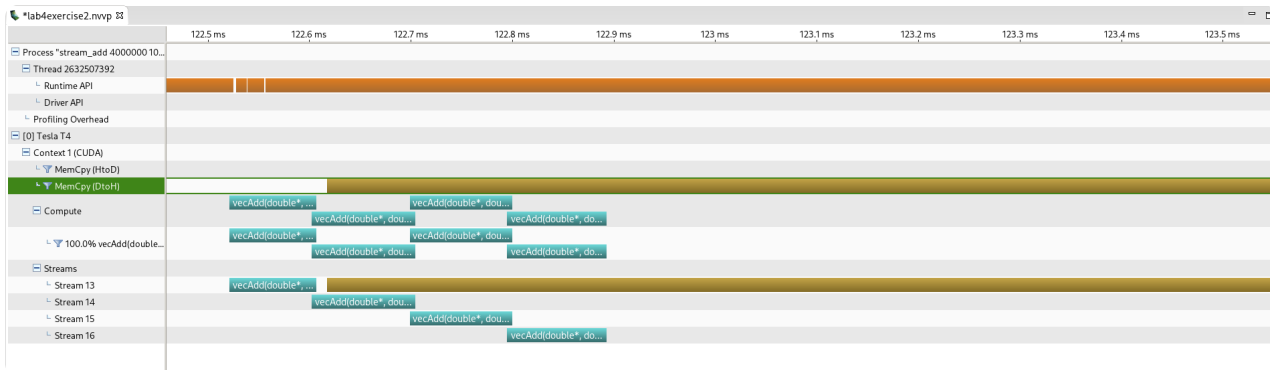 *lab4exercise2.nvvp
122.5 ms 122.6 ms 122.7 ms 122.8 ms 122.9 ms 123 ms 123.1 ms 123.2 ms 123.3 ms 123.4 ms 123.5 ms
Process "stream_add 4000000 10...
Thread 2632507392
Runtime API
Driver API
Profiling Overhead
[0] Tesla T4
Context 1 (CUDA)
MemCpy (HtoD)
MemCpy (DtoH)
vecAdd(double*, ... vecAdd(double*, dou...
Compute
vecAdd(double*, dou... vecAdd(double*, do...
vecAdd(double*, ... vecAdd(double*, dou...
100.0% vecAdd(double...
vecAdd(double*, dou... vecAdd(double*, do...
Streams
Stream 13 vecAdd(double*, ...
Stream 14 vecAdd(double*, dou...
Stream 15 vecAdd(double*, dou...
Stream 16 vecAdd(double*, do...